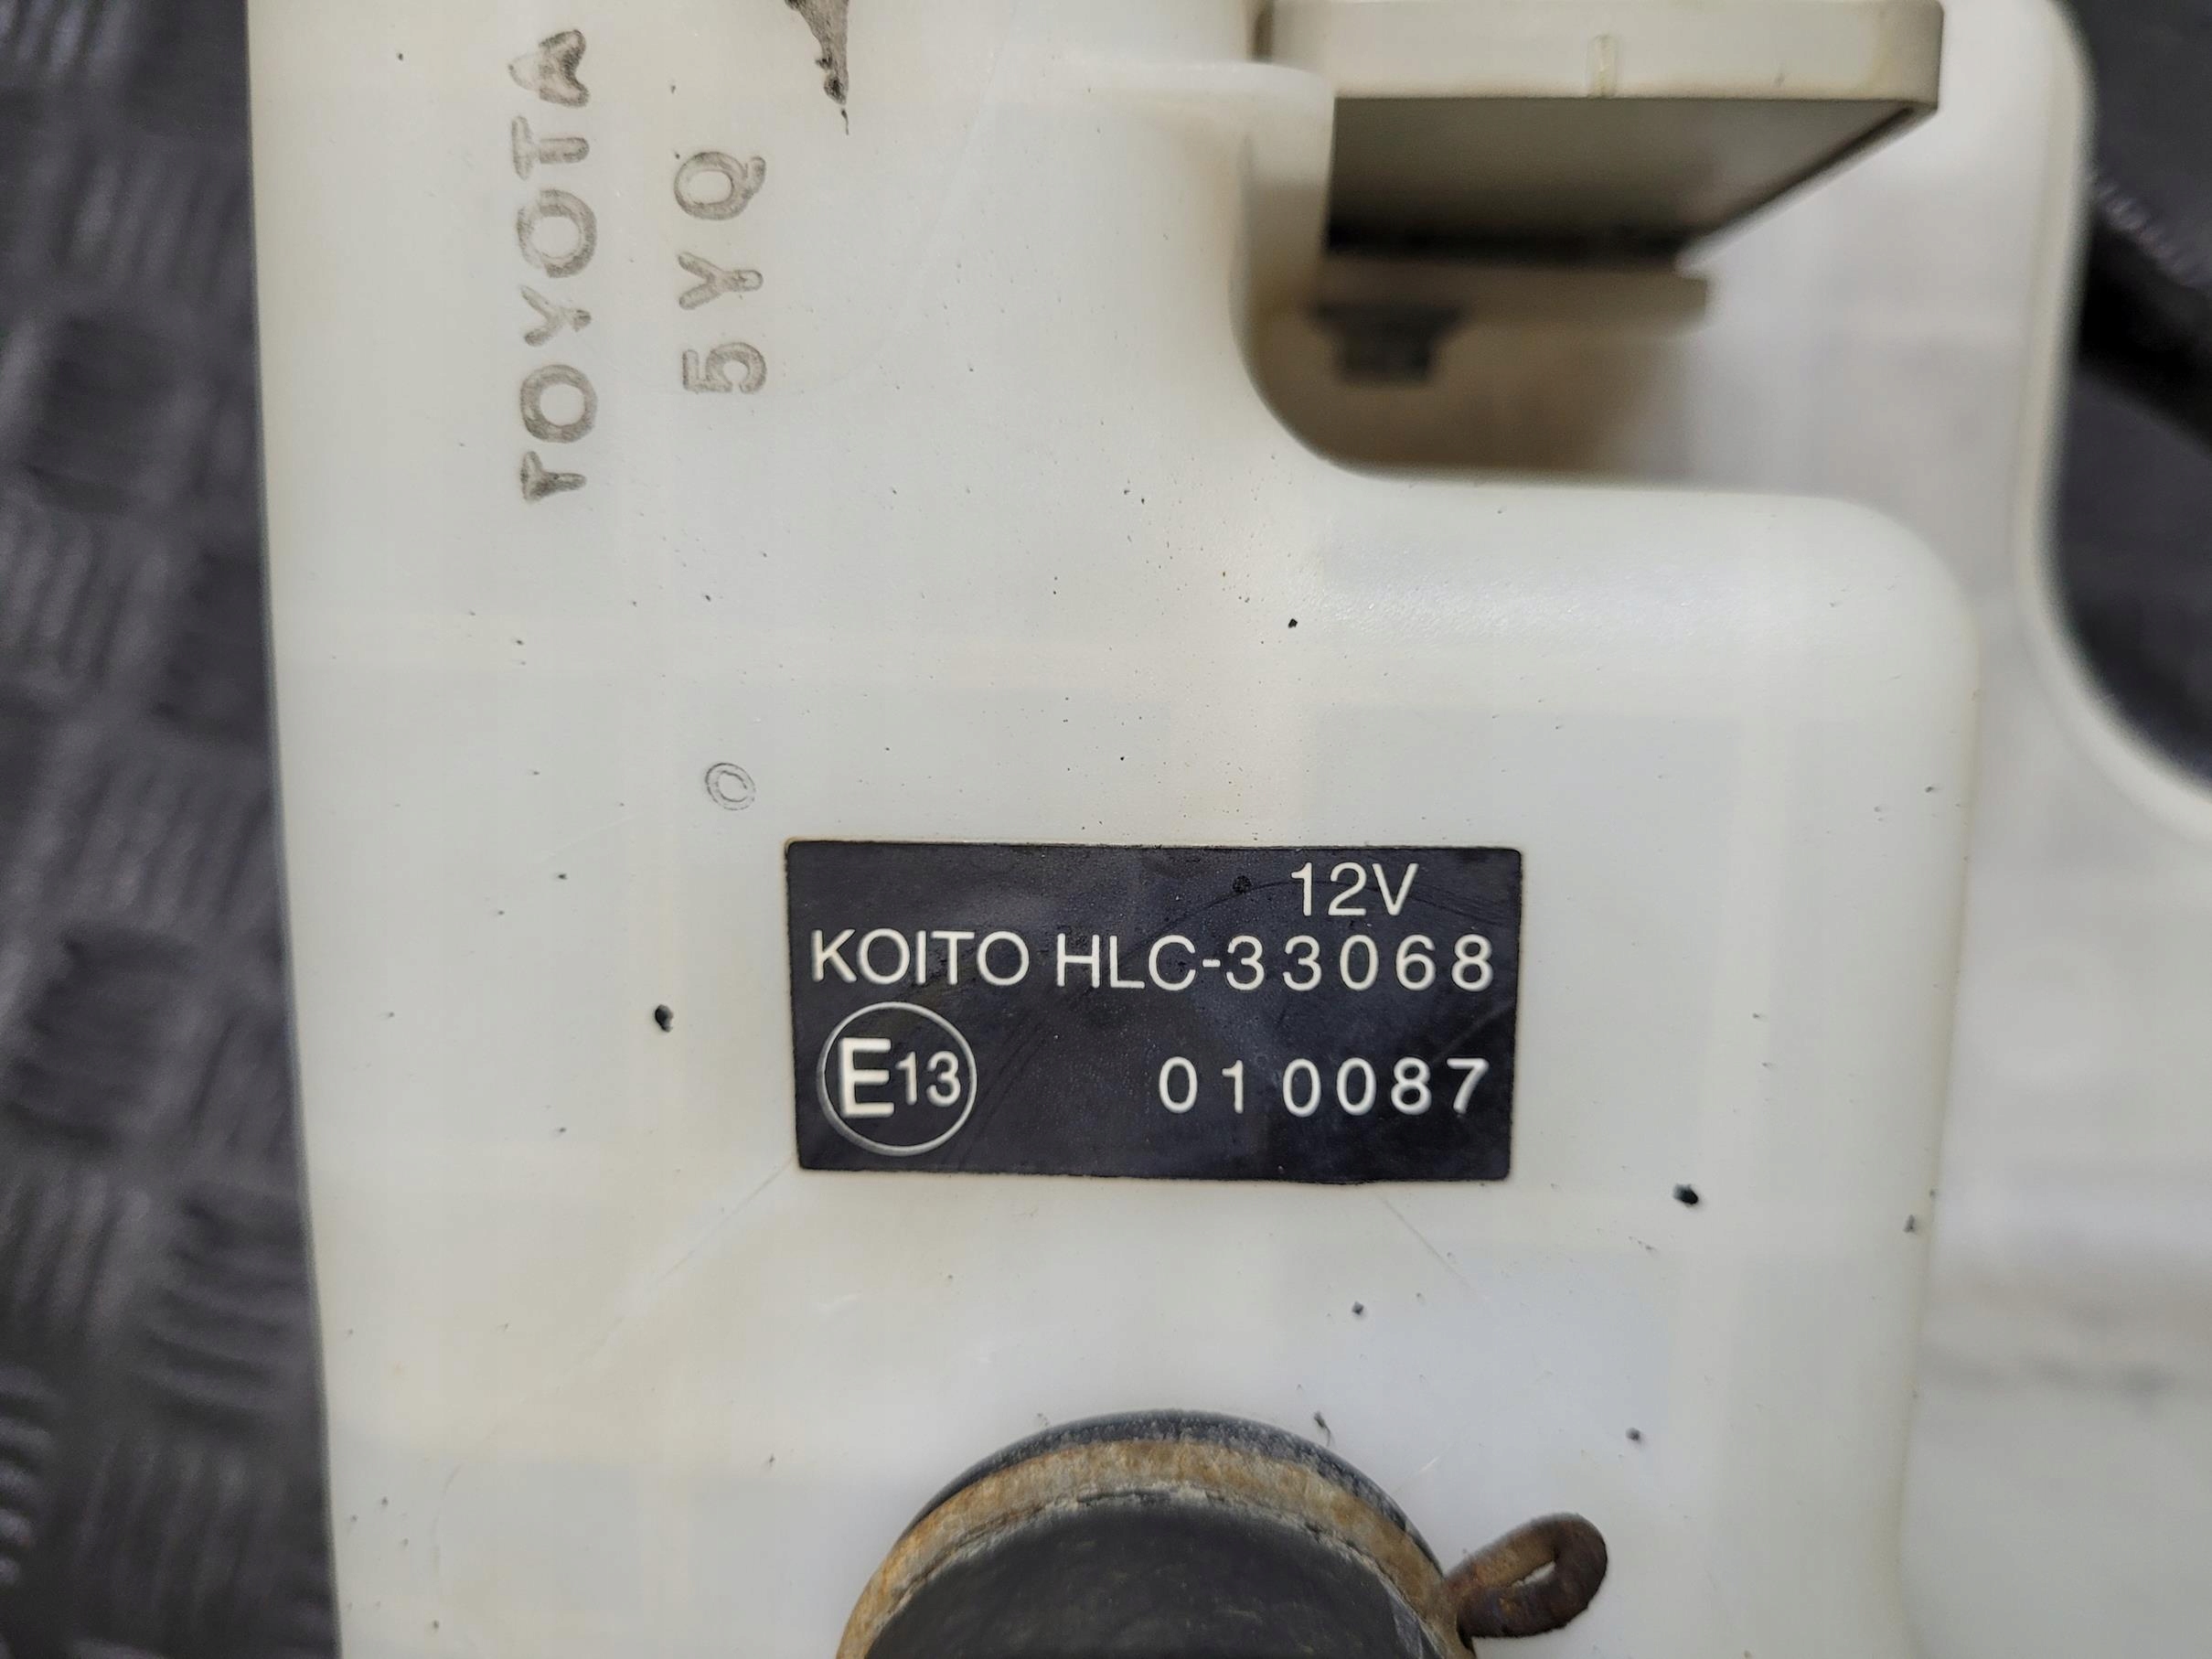 TOYOTA
5YQ
12V
KOITO HLC-33068
E13 010087